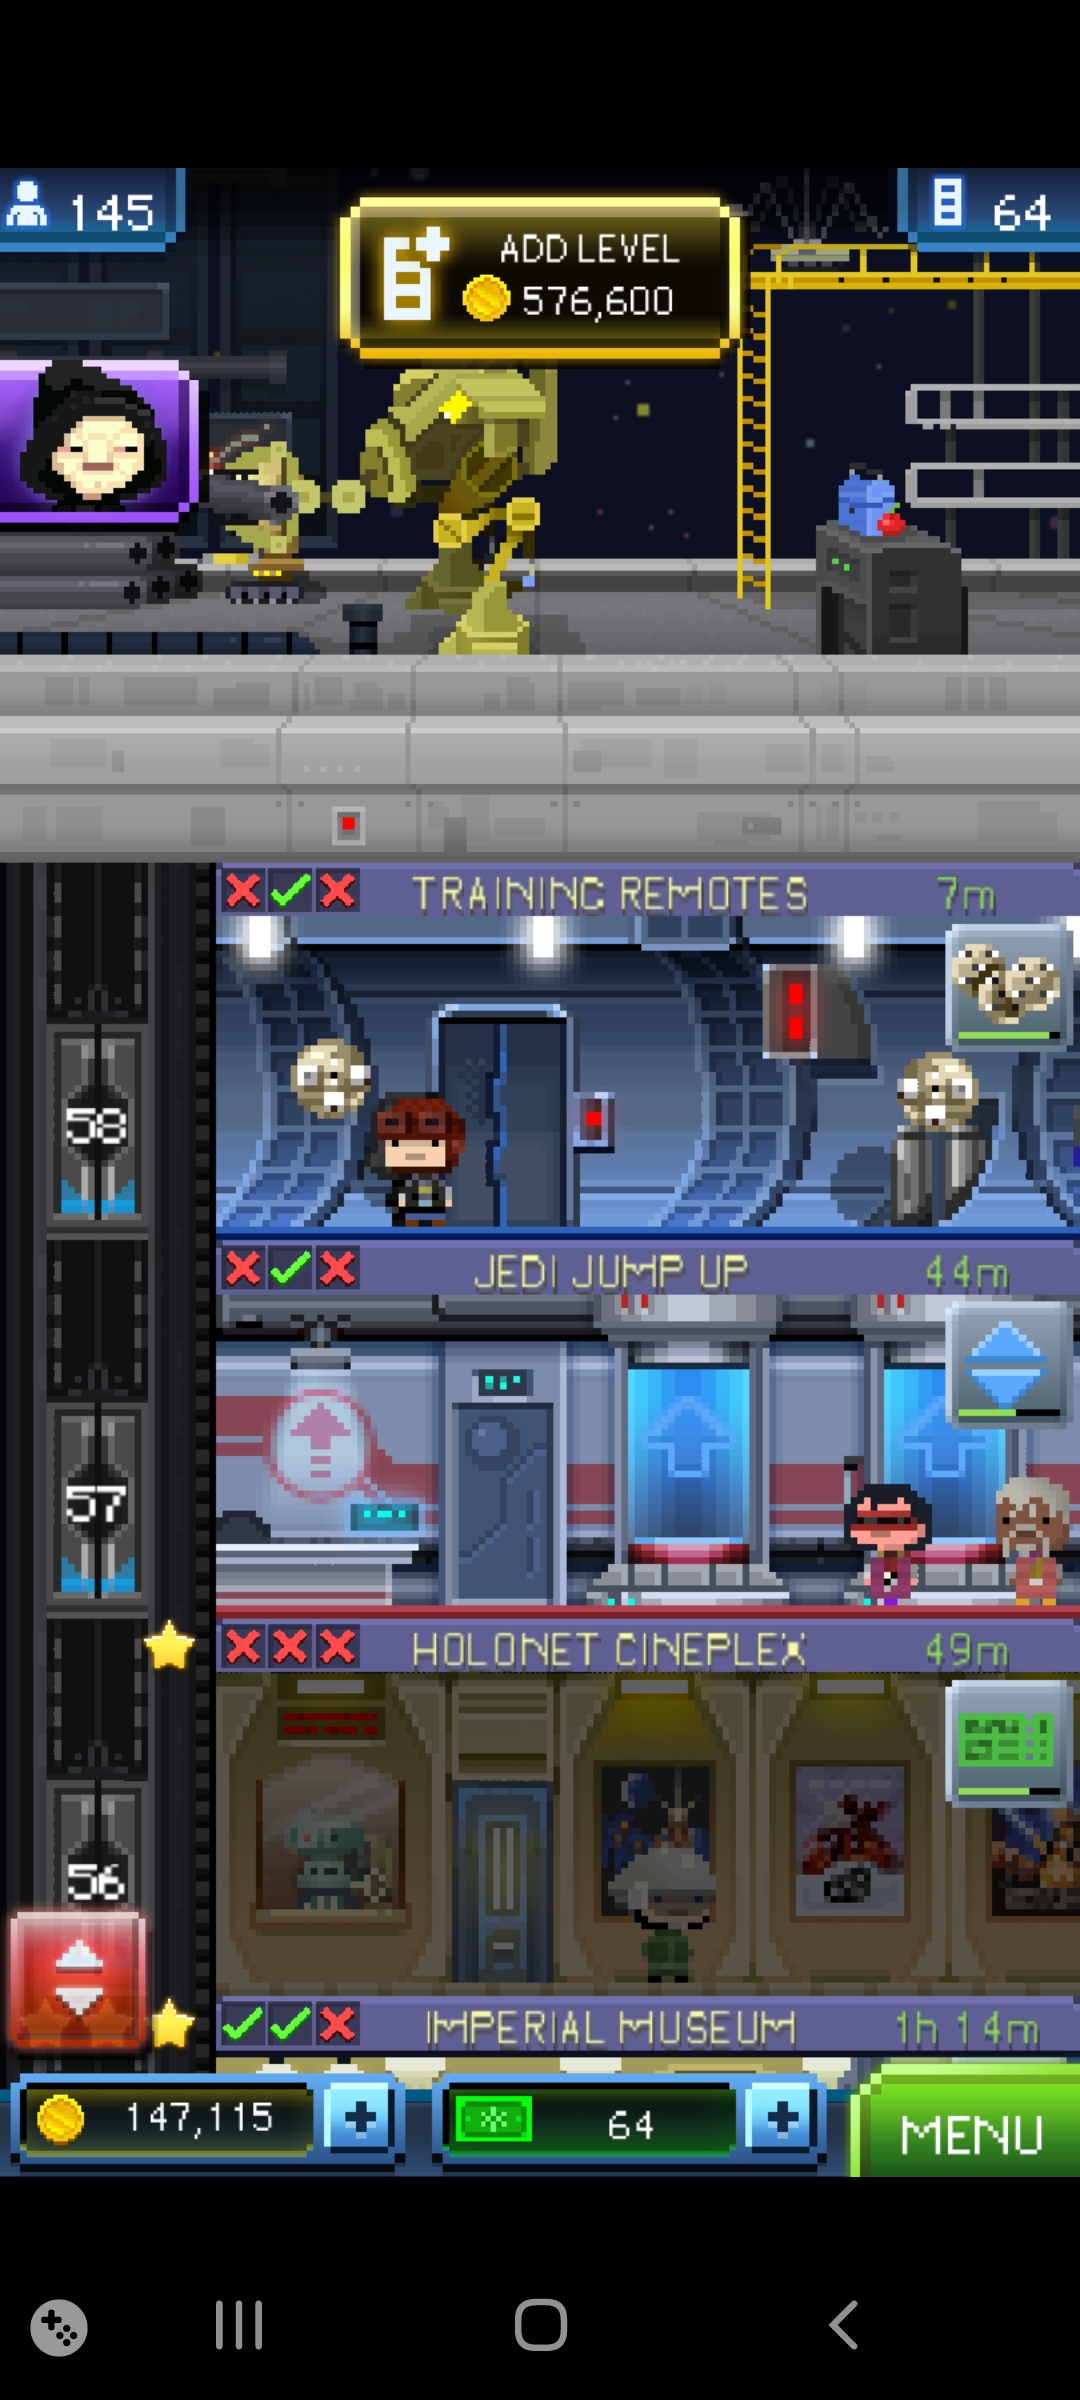 145
ADD LEVEL
576,600
64
TRAINING REMOTES 7m
58
JEDI JUMP UP 44m
57
HOLONET CINEPLEX 49m
56
IMPERIAL MUSEUM 1h 14m
147,115
64
MENU